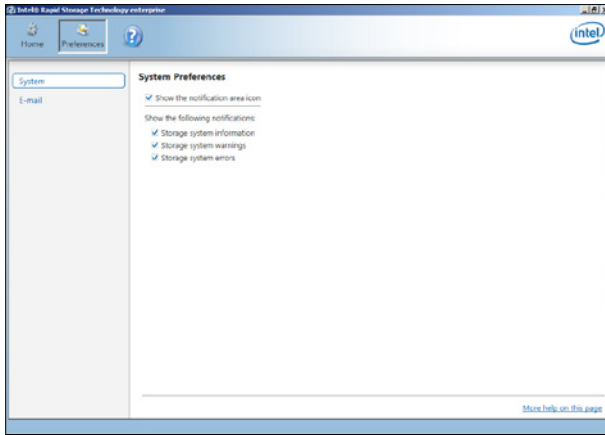 Intel® Rapid Storage Technology enterprise
Home
Preferences
?
intel
System
E-mail
System Preferences
Show the notification area icon
Show the following notifications:
Storage system information
Storage system warnings
Storage system errors
More help on this page